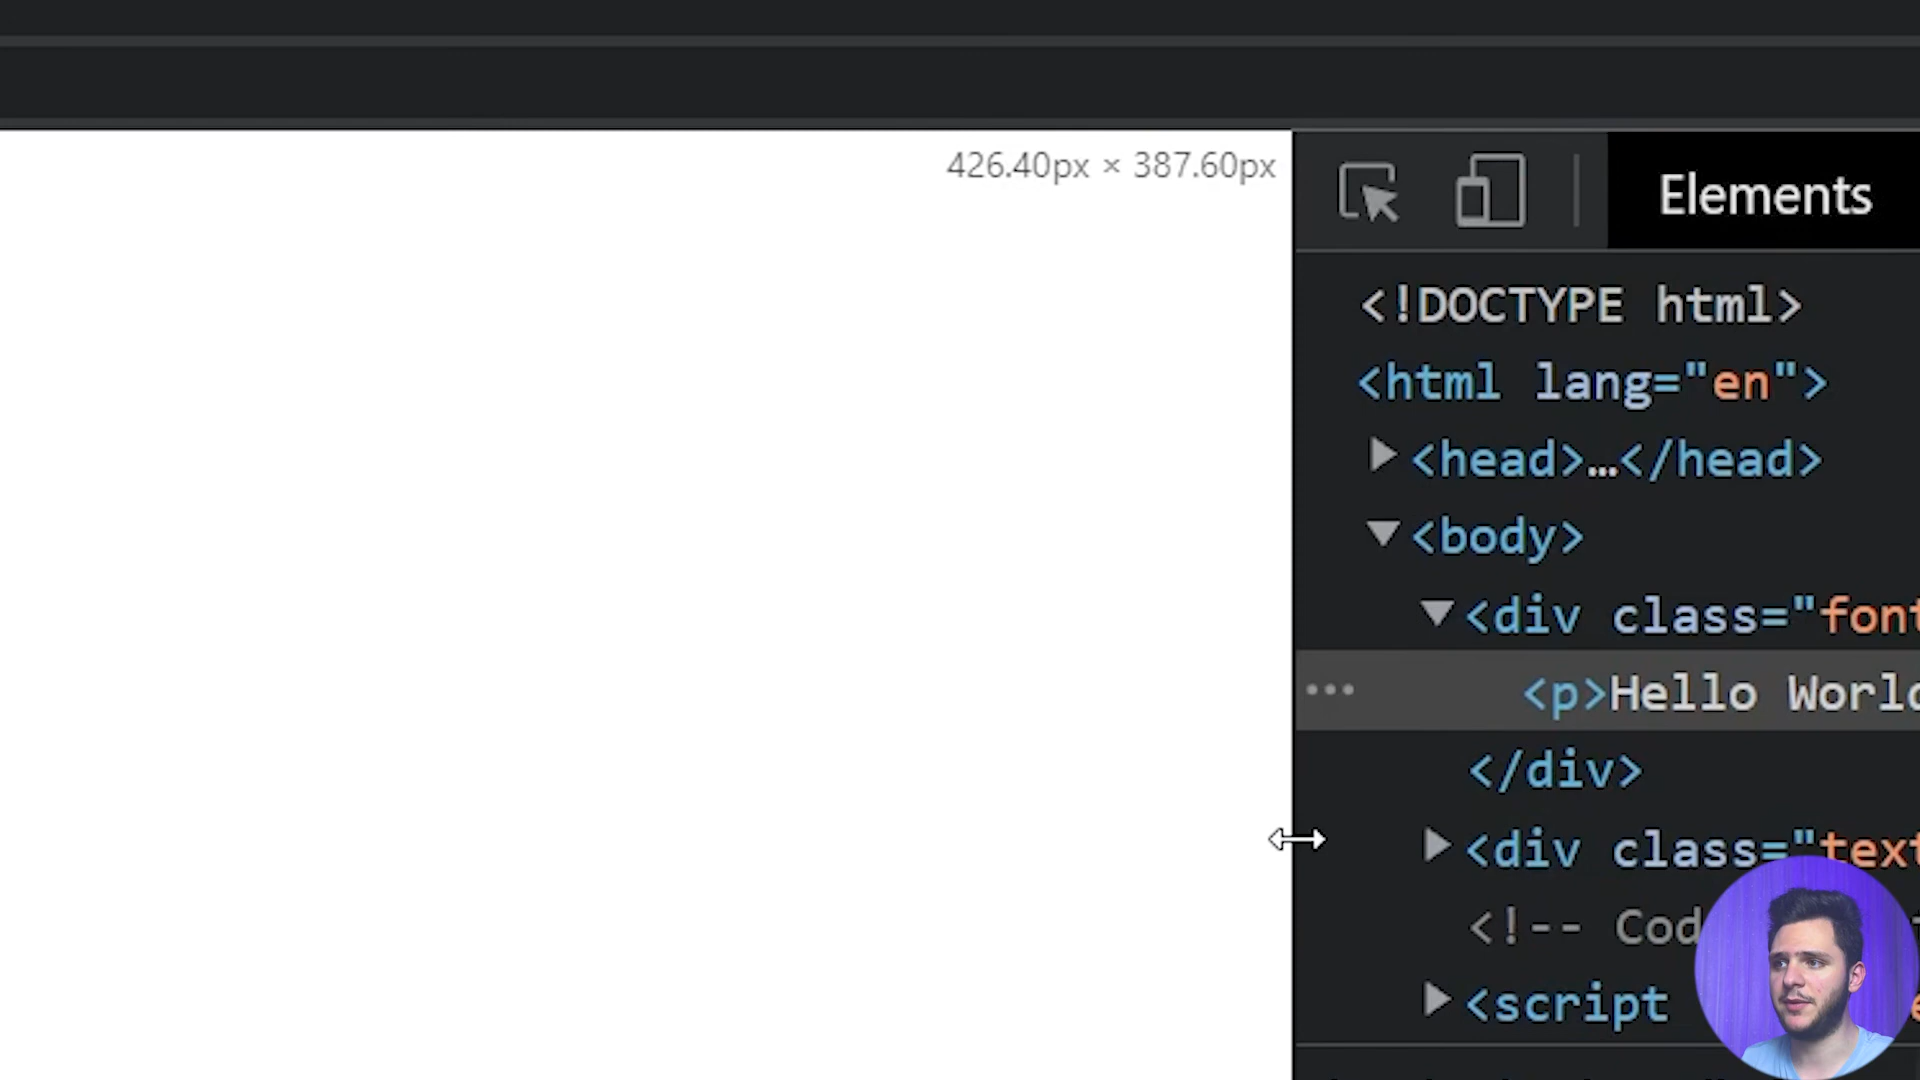 426.40px × 387.60px
Elements
<!DOCTYPE html>
<html lang="en">
<head>…</head>
<body>
<div class="font
<p>Hello World
</div>
<div class="text
<!-- Cod
<script